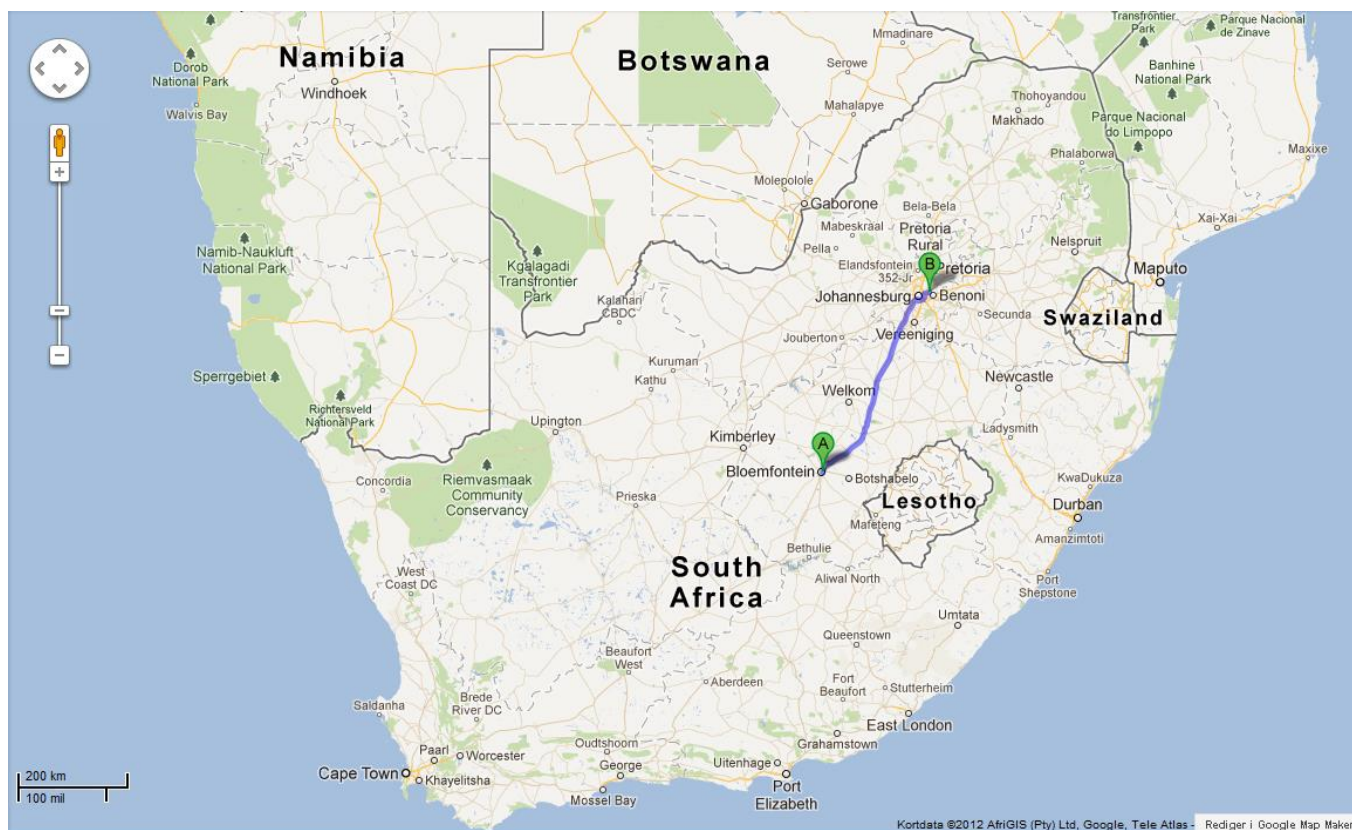 Namibia
Windhoek
Dorob
National Park
Walvis Bay
Botswana
Mmadinare
Serowe
Mahalapye
Transfrontier
Park
Parque Nacional
de Zinave
Banhine
National Park
Thohoyandou
Makhado
Parque Nacional
do Limpopo
Phalaborwa
Maxixe
Molepolole
Gaborone
Bela-Bela
Mabeskraal
Pretoria
Rural
Pella
Xai-Xai
Nelspruit
Namib-Naukluft
National Park
Kgalagadi
Transfrontier
Park
Elandsfontein
352-Jr
B
Pretoria
Maputo
Kalahari
CBDC
Johannesburg
Benoni
Secunda
Swaziland
Jouberton
Vereeniging
Kuruman
Kathu
Sperrgebiet
Newcastle
Welkom
Richtersveld
National Park
Upington
Kimberley
A
Ladysmith
Bloemfontein
Botshabelo
Concordia
Riemvasmaak
Community
Conservancy
Prieska
Lesotho
Mafeteng
KwaDukuza
Durban
Amanzimtoti
Bethulie
Aliwal North
South
Africa
West
Coast DC
Port
Shepstone
Umtata
Queenstown
Beaufort
West
Aberdeen
Fort
Beaufort
Stutterheim
Saldanha
Brede
River DC
East London
Grahamstown
Paarl
Worcester
Oudtshoorn
George
Uitenhage
Cape Town
Khayelitsha
Mossel Bay
Port
Elizabeth
200 km
100 mil
Kortdata ©2012 AfriGIS (Pty) Ltd, Google, Tele Atlas - Rediger i Google Map Maker